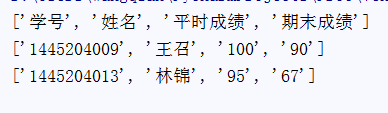 ['学号', '姓名', '平时成绩', '期末成绩']
['1445204009', '王召', '100', '90']
['1445204013', '林锦', '95', '67']